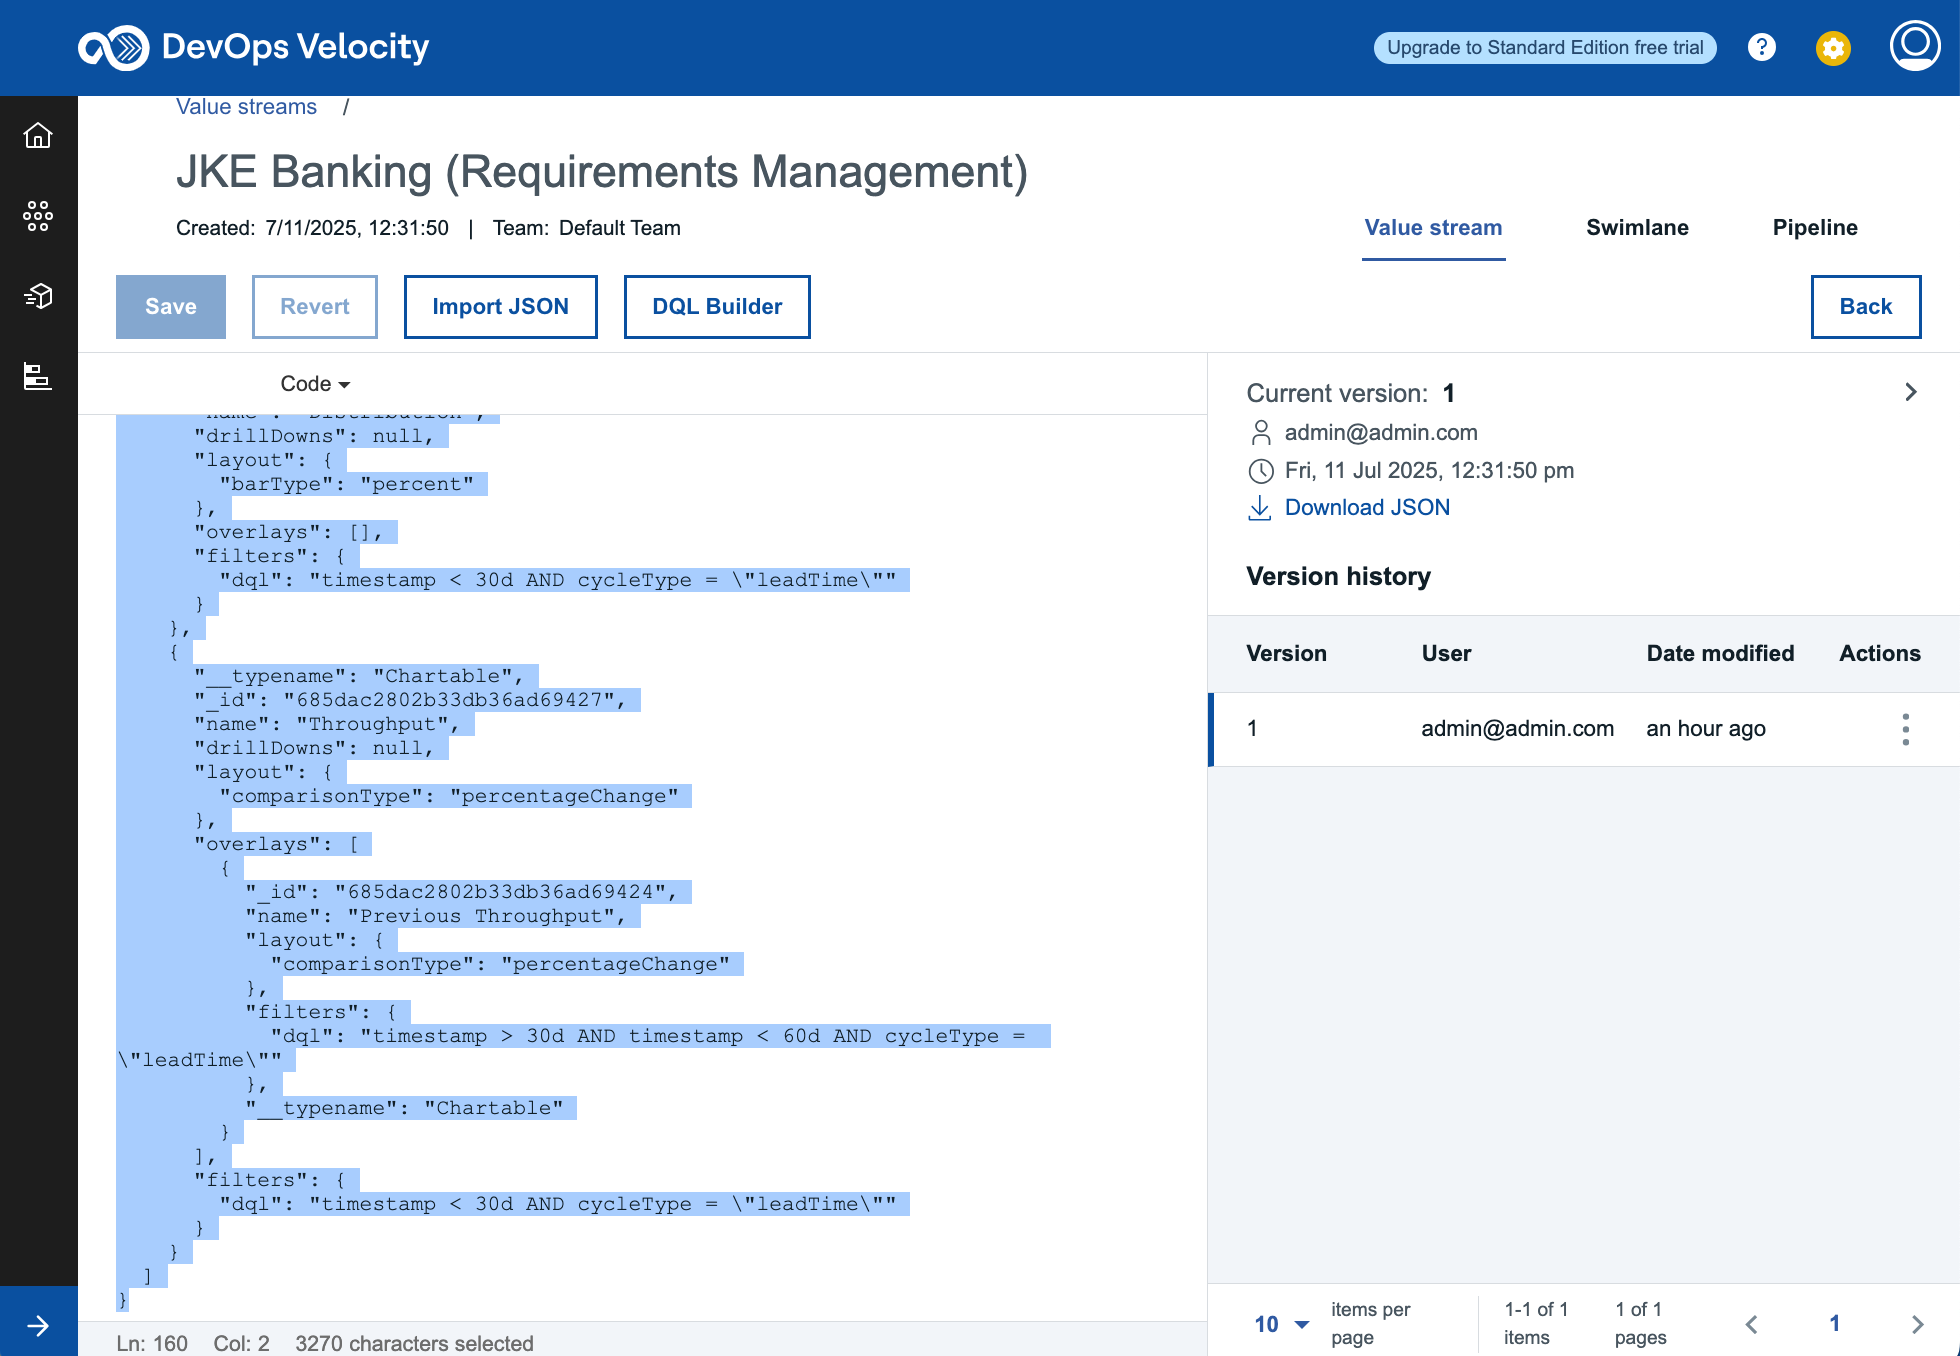 DevOps Velocity
Upgrade to Standard Edition free trial
Value streams /
JKE Banking (Requirements Management)
Created: 7/11/2025, 12:31:50 | Team: Default Team
Value stream
Swimlane
Pipeline
Save
Revert
Import JSON
DQL Builder
Back
Code
"name": "Distribution",
"drillDowns": null,
"layout": {
"barType": "percent"
},
"overlays": [],
"filters": {
"dql": "timestamp < 30d AND cycleType = \"leadTime\""
}
},
{
"__typename": "Chartable",
"_id": "685dac2802b33db36ad69427",
"name": "Throughput",
"drillDowns": null,
"layout": {
"comparisonType": "percentageChange"
},
"overlays": [
{
"_id": "685dac2802b33db36ad69424",
"name": "Previous Throughput",
"layout": {
"comparisonType": "percentageChange"
},
"filters": {
"dql": "timestamp > 30d AND timestamp < 60d AND cycleType =
\"leadTime\""
},
"__typename": "Chartable"
}
],
"filters": {
"dql": "timestamp < 30d AND cycleType = \"leadTime\""
}
}
]
}
Ln: 160 Col: 2 3270 characters selected
Current version: 1
admin@admin.com
Fri, 11 Jul 2025, 12:31:50 pm
Download JSON
Version history
Version User Date modified Actions
1 admin@admin.com an hour ago
10 items per page
1-1 of 1 items
1 of 1 pages
1